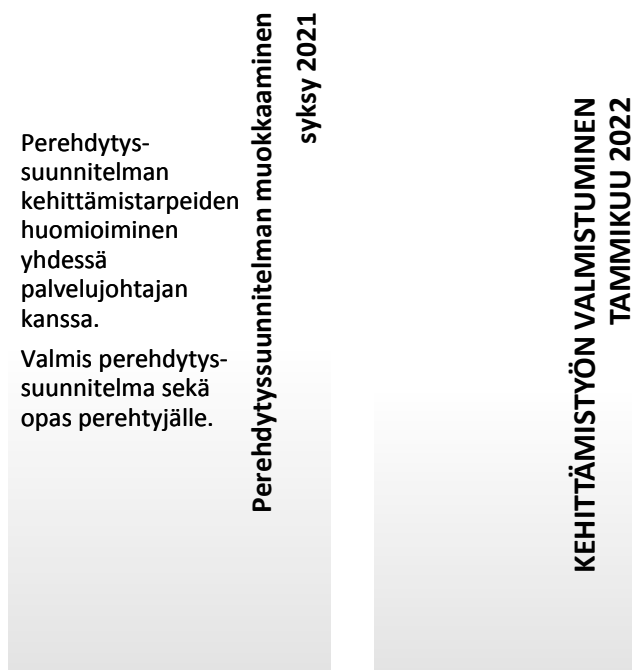 Perehdytys-
suunnitelman
kehittämistarpeiden
huomioiminen
yhdessä
palvelujohtajan
kanssa.
Valmis perehdytys-
suunnitelma sekä
opas perehtyjälle.
Perehdytyssuunnitelman muokkaaminen
syksy 2021
KEHITTÄMISTYÖN VALMISTUMINEN
TAMMIKUU 2022